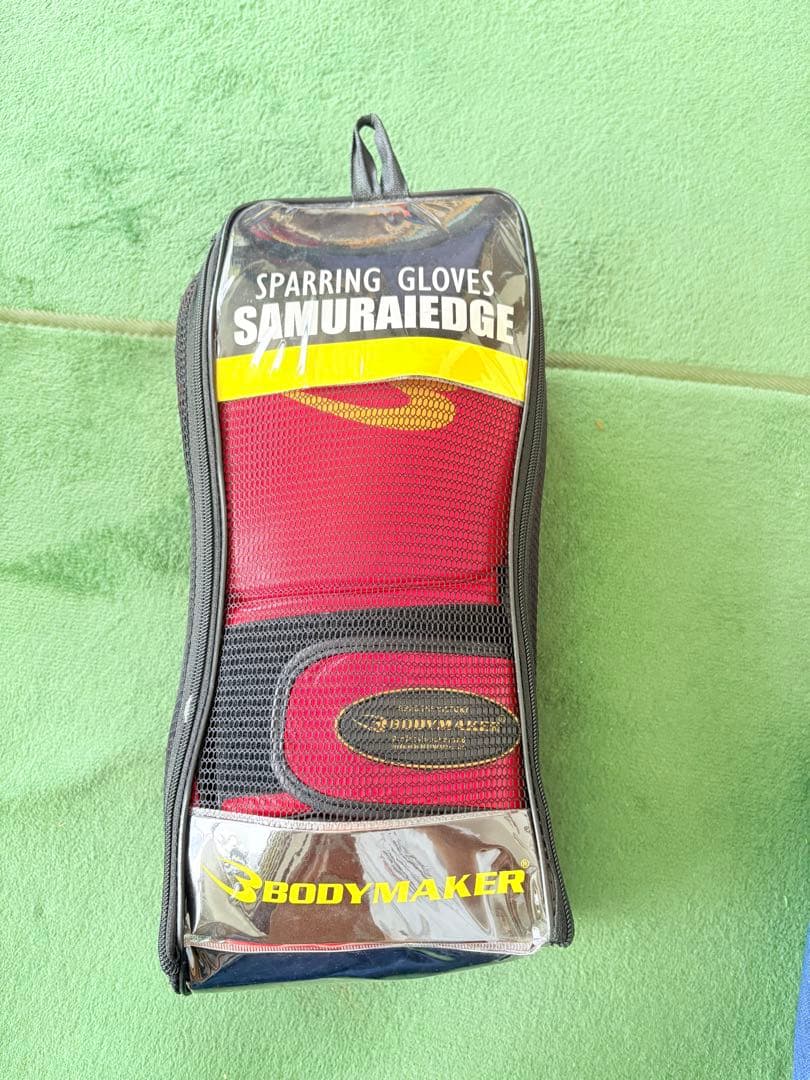 SPARRING GLOVES
SAMURAIEDGE
BODYMAKER
BODYMAKER®